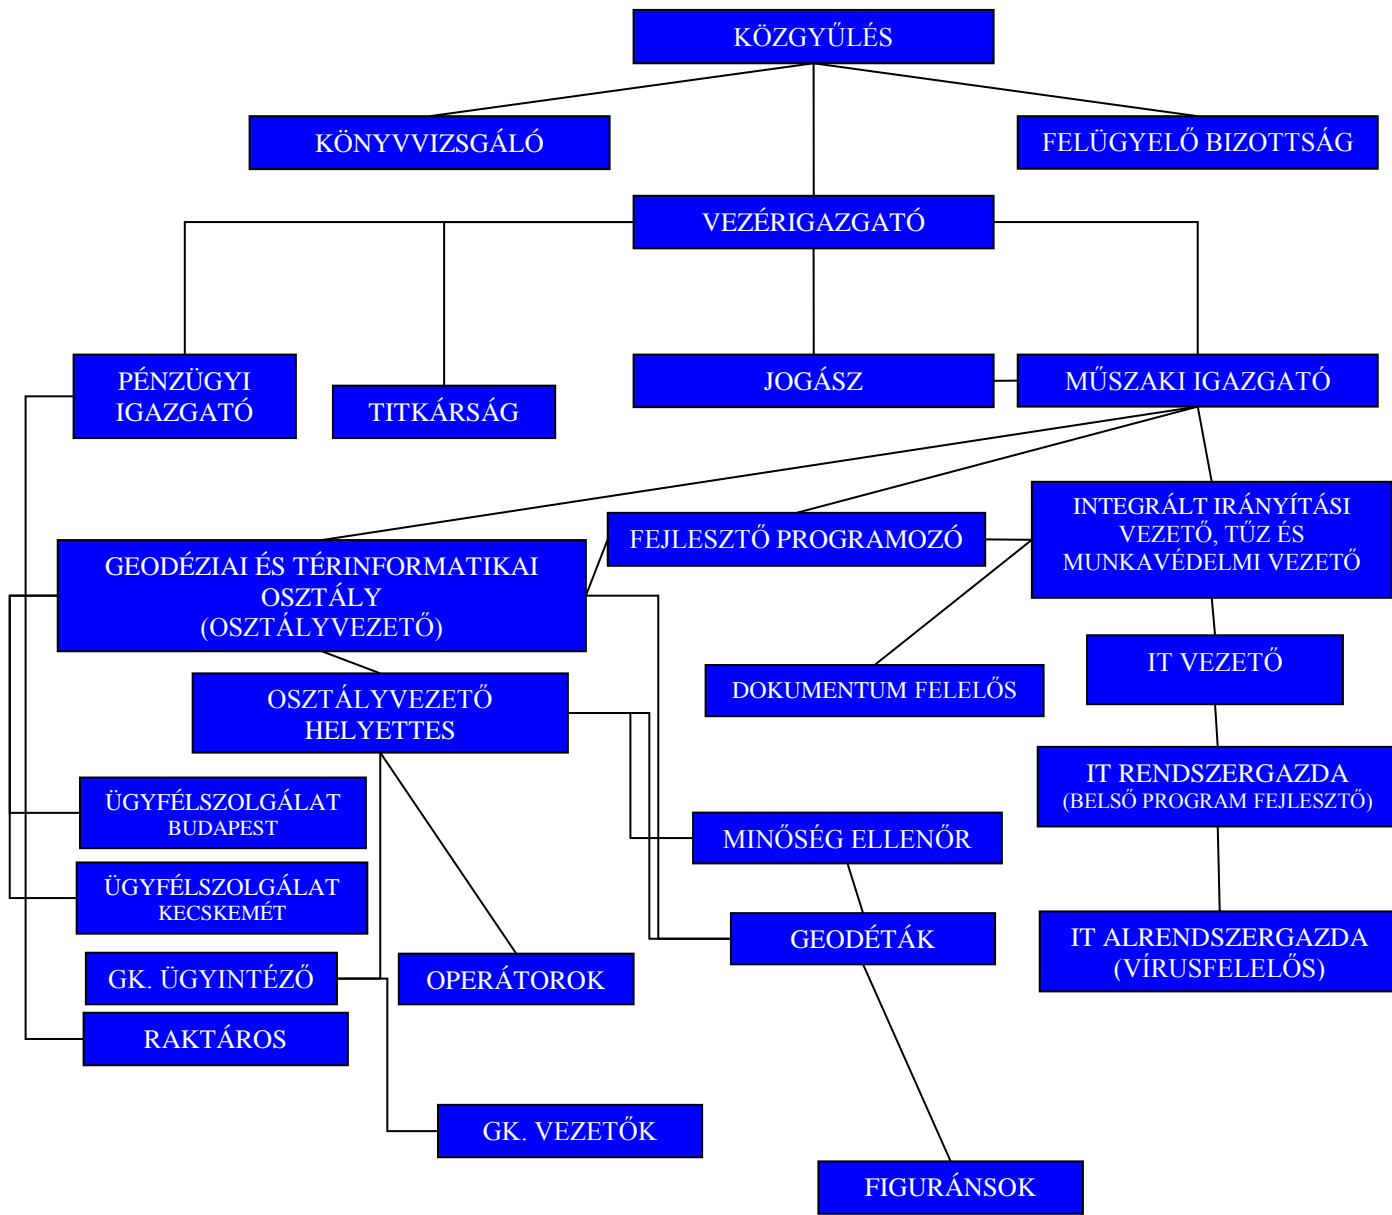 KÖZGYŰLÉS
KÖNYVVIZSGÁLÓ
FELÜGYELŐ BIZOTTSÁG
VEZÉRIGAZGATÓ
PÉNZÜGYI
IGAZGATÓ
TITKÁRSÁG
JOGÁSZ
MŰSZAKI IGAZGATÓ
INTEGRÁLT IRÁNYÍTÁSI
VEZETŐ, TŰZ ÉS
MUNKAVÉDELMI VEZETŐ
FEJLESZTŐ PROGRAMOZÓ
GEODÉZIAI ÉS TÉRINFORMATIKAI
OSZTÁLY
(OSZTÁLYVEZETŐ)
IT VEZETŐ
DOKUMENTUM FELELŐS
OSZTÁLYVEZETŐ
HELYETTES
IT RENDSZERGAZDA
(BELSŐ PROGRAM FEJLESZTŐ)
ÜGYFÉLSZOLGÁLAT
BUDAPEST
MINŐSÉG ELLENŐR
ÜGYFÉLSZOLGÁLAT
KECSKEMÉT
GEODÉTÁK
IT ALRENDSZERGAZDA
(VÍRUSFELELŐS)
GK. ÜGYINTÉZŐ
OPERÁTOROK
RAKTÁROS
GK. VEZETŐK
FIGURÁNSOK